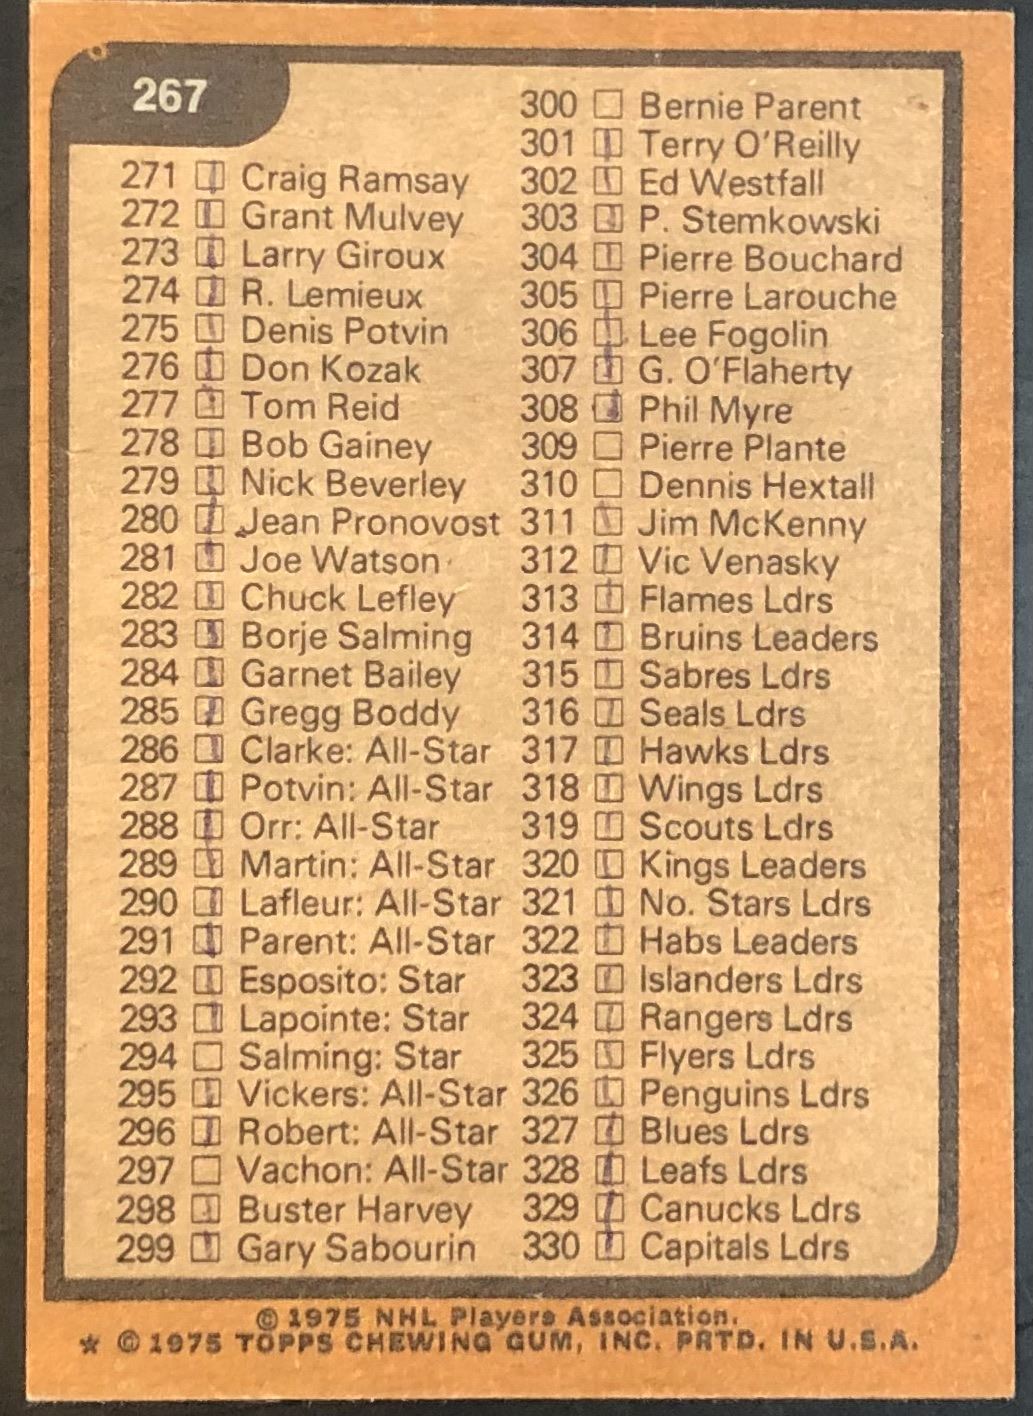 267
271 Craig Ramsay
272 Grant Mulvey
273 Larry Giroux
274 R. Lemieux
275 Denis Potvin
276 Don Kozak
277 Tom Reid
278 Bob Gainey
279 Nick Beverley
280 Jean Pronovost
281 Joe Watson
282 Chuck Lefley
283 Borje Salming
284 Garnet Bailey
285 Gregg Boddy
286 Clarke: All-Star
287 Potvin: All-Star
288 Orr: All-Star
289 Martin: All-Star
290 Lafleur: All-Star
291 Parent: All-Star
292 Esposito: Star
293 Lapointe: Star
294 Salming: Star
295 Vickers: All-Star
296 Robert: All-Star
297 Vachon: All-Star
298 Buster Harvey
299 Gary Sabourin
300 Bernie Parent
301 Terry O'Reilly
302 Ed Westfall
303 P. Stemkowski
304 Pierre Bouchard
305 Pierre Larouche
306 Lee Fogolin
307 G. O'Flaherty
308 Phil Myre
309 Pierre Plante
310 Dennis Hextall
311 Jim McKenny
312 Vic Venasky
313 Flames Ldrs
314 Bruins Leaders
315 Sabres Ldrs
316 Seals Ldrs
317 Hawks Ldrs
318 Wings Ldrs
319 Scouts Ldrs
320 Kings Leaders
321 No. Stars Ldrs
322 Habs Leaders
323 Islanders Ldrs
324 Rangers Ldrs
325 Flyers Ldrs
326 Penguins Ldrs
327 Blues Ldrs
328 Leafs Ldrs
329 Canucks Ldrs
330 Capitals Ldrs
© 1975 NHL Players Association.
★ © 1975 TOPPS CHEWING GUM, INC. PRTD. IN U.S.A.